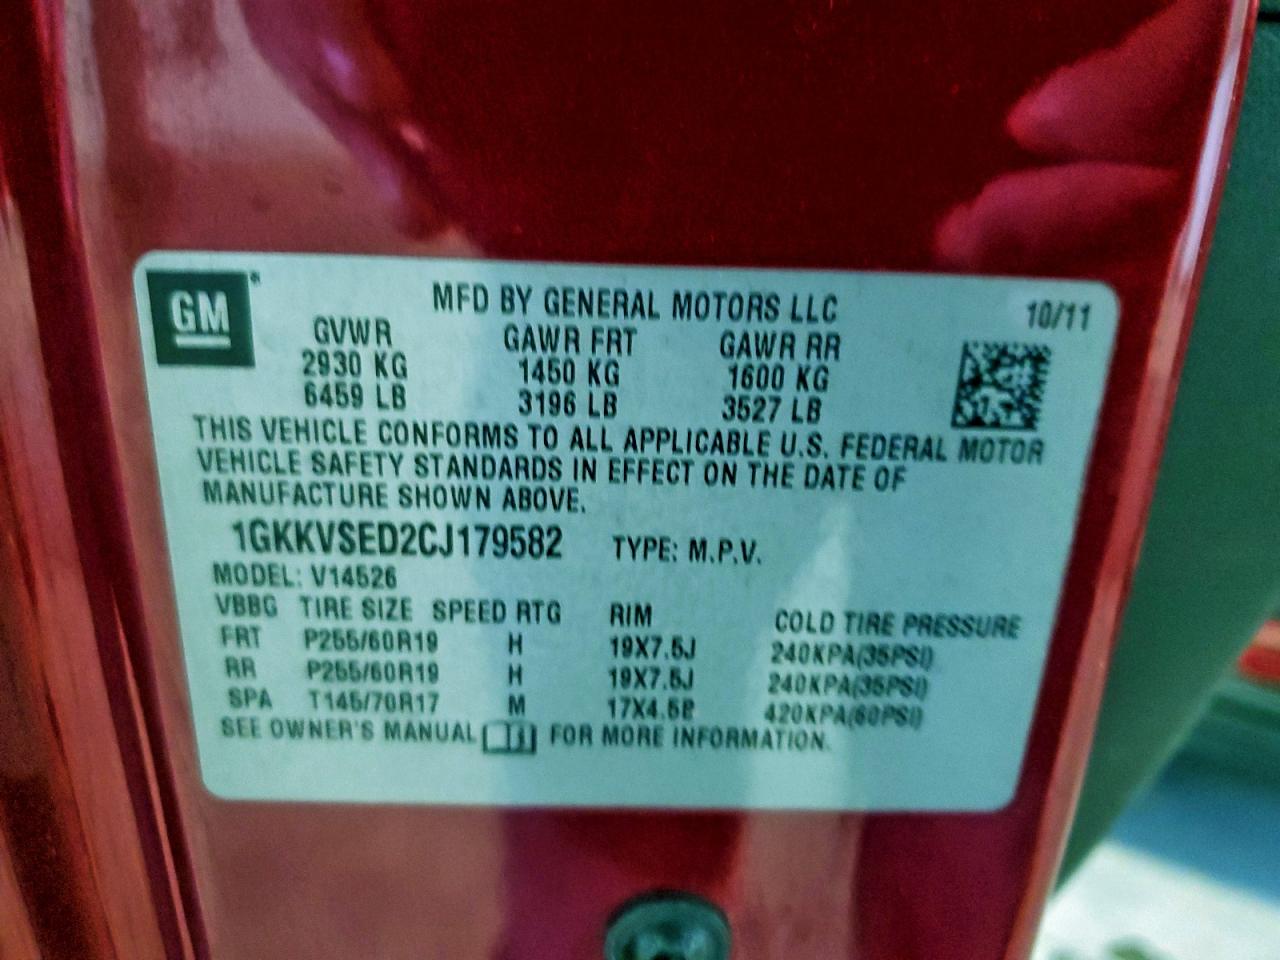 GM
MFD BY GENERAL MOTORS LLC 10/11
GVWR GAWR FRT GAWR RR
2930 KG 1450 KG 1600 KG
6459 LB 3196 LB 3527 LB
THIS VEHICLE CONFORMS TO ALL APPLICABLE U.S. FEDERAL MOTOR
VEHICLE SAFETY STANDARDS IN EFFECT ON THE DATE OF
MANUFACTURE SHOWN ABOVE.
1GKKVSED2CJ179582 TYPE: M.P.V.
MODEL: V14526
VBBG TIRE SIZE SPEED RTG RIM COLD TIRE PRESSURE
FRT P255/60R19 H 19X7.5J 240KPA(35PSI)
RR P255/60R19 H 19X7.5J 240KPA(35PSI)
SPA T145/70R17 M 17X4.5B 420KPA(60PSI)
SEE OWNER'S MANUAL FOR MORE INFORMATION.